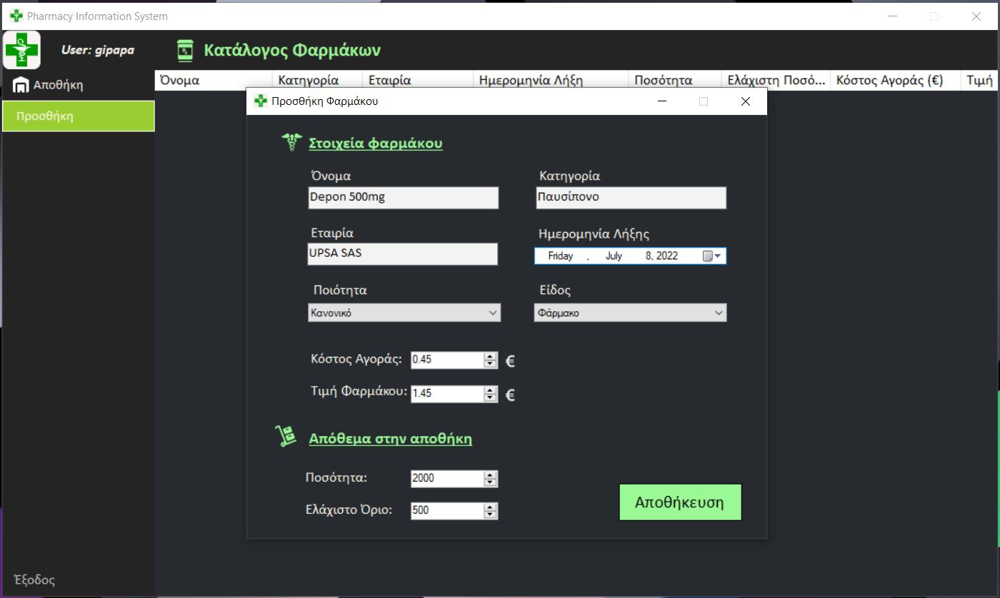 Pharmacy Information System
User: gipapa
Κατάλογος Φαρμάκων
Αποθήκη
Προσθήκη
Όνομα Κατηγορία Εταιρία Ημερομηνία Λήξη Ποσότητα Ελάχιστη Ποσό... Κόστος Αγοράς (€) Τιμή
Προσθήκη Φαρμάκου
Στοιχεία φαρμάκου
Όνομα Κατηγορία
Depon 500mg Παυσίπονο
Εταιρία Ημερομηνία Λήξης
UPSA SAS Friday , July 8, 2022
Ποιότητα Είδος
Κανονικό Φάρμακο
Κόστος Αγοράς: 0.45 €
Τιμή Φαρμάκου: 1.45 €
Απόθεμα στην αποθήκη
Ποσότητα: 2000
Ελάχιστο Όριο: 500
Αποθήκευση
Έξοδος